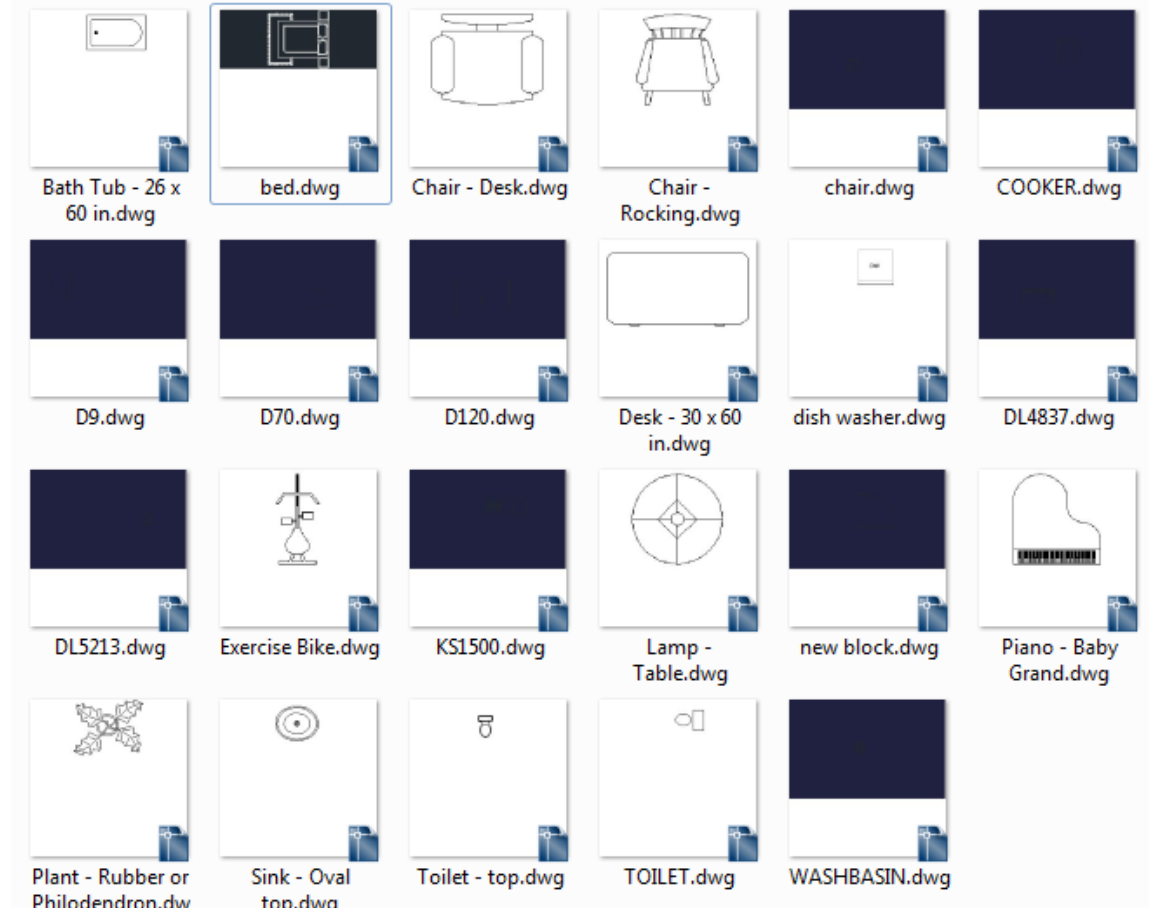 Bath Tub - 26 x
60 in.dwg
bed.dwg
Chair - Desk.dwg
Chair -
Rocking.dwg
chair.dwg
COOKER.dwg
D9.dwg
D70.dwg
D120.dwg
Desk - 30 x 60
in.dwg
dish washer.dwg
DL4837.dwg
DL5213.dwg
Exercise Bike.dwg
KS1500.dwg
Lamp -
Table.dwg
new block.dwg
Piano - Baby
Grand.dwg
Plant - Rubber or
Philodendron.dw
Sink - Oval
top.dwg
Toilet - top.dwg
TOILET.dwg
WASHBASIN.dwg